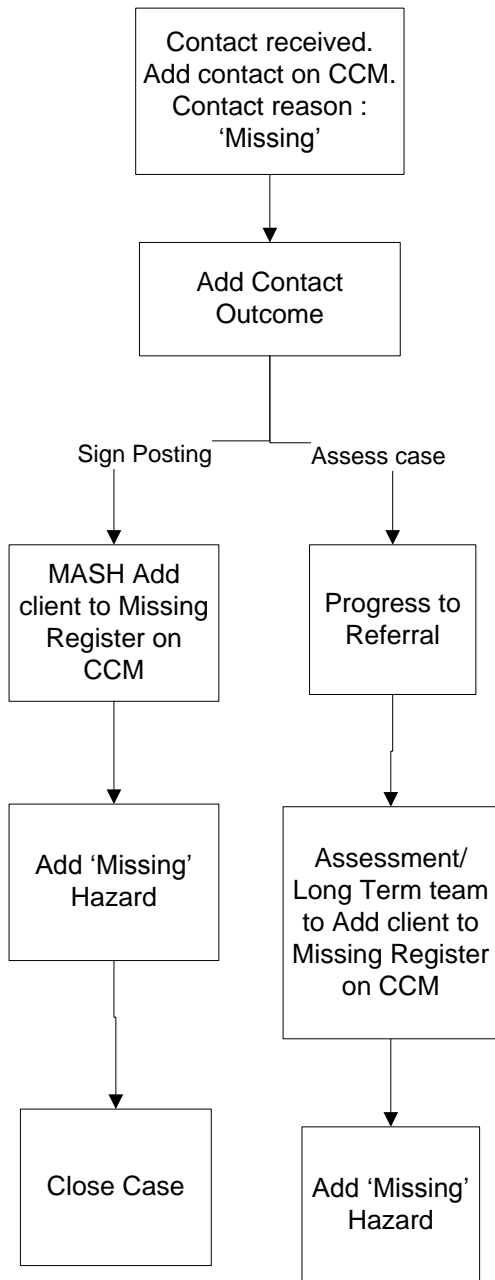 Contact received.
Add contact on CCM.
Contact reason :
‘Missing’
Add Contact
Outcome
Sign Posting
Assess case
MASH Add
client to Missing
Register on
CCM
Progress to
Referral
Add ‘Missing’
Hazard
Assessment/
Long Term team
to Add client to
Missing Register
on CCM
Close Case
Add ‘Missing’
Hazard